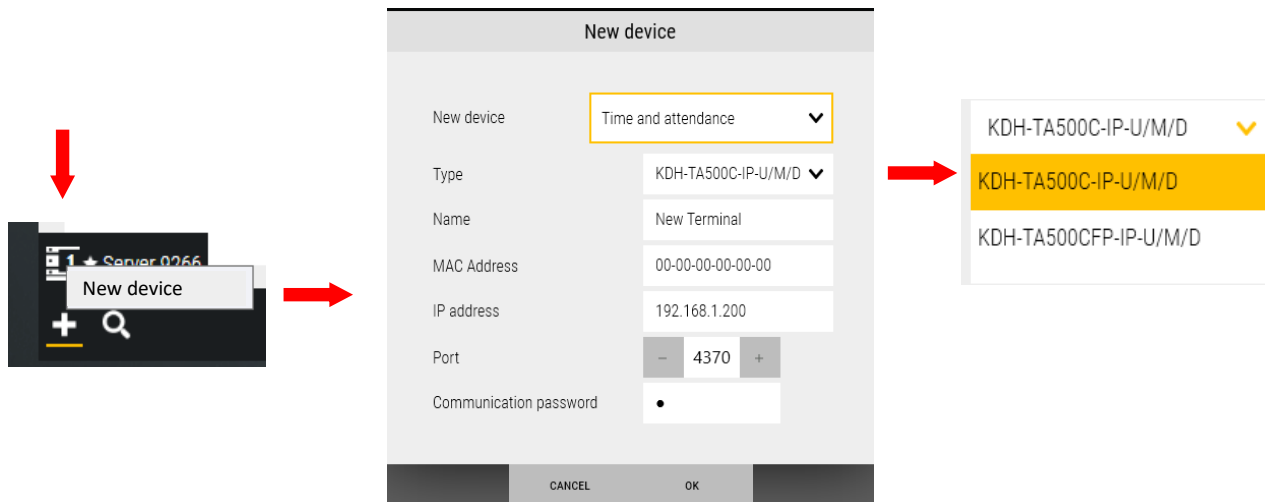 1 ★ Server 9266
New device
New device
New device Time and attendance
Type KDH-TA500C-IP-U/M/D
Name New Terminal
MAC Address 00-00-00-00-00-00
IP address 192.168.1.200
Port − 4370 +
Communication password ●
CANCEL OK
KDH-TA500C-IP-U/M/D
KDH-TA500C-IP-U/M/D
KDH-TA500CFP-IP-U/M/D